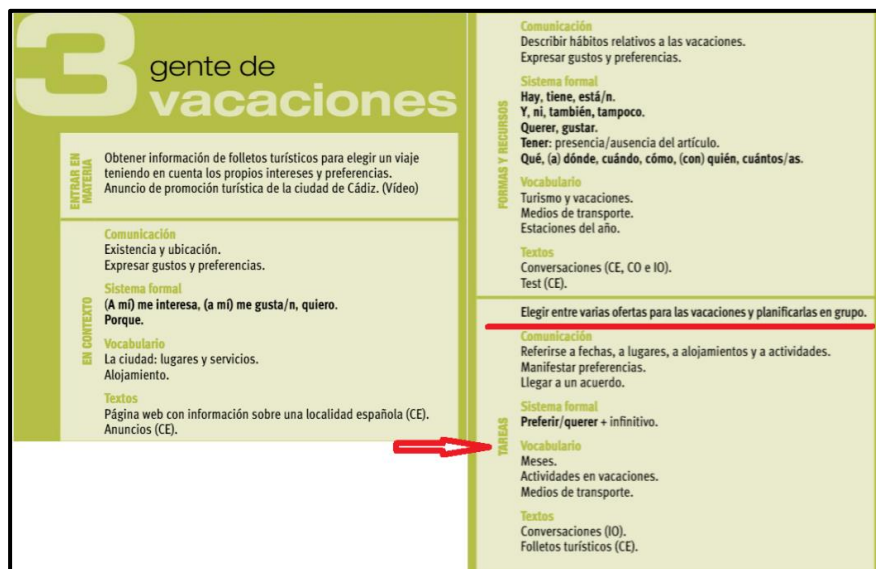 3
gente de
vacaciones
ENTRAR EN
MATERIA
Obtener información de folletos turísticos para elegir un viaje
teniendo en cuenta los propios intereses y preferencias.
Anuncio de promoción turística de la ciudad de Cádiz. (Vídeo)
EN CONTEXTO
Comunicación
Existencia y ubicación.
Expresar gustos y preferencias.
Sistema formal
(A mí) me interesa, (a mí) me gusta/n, quiero.
Porque.
Vocabulario
La ciudad: lugares y servicios.
Alojamiento.
Textos
Página web con información sobre una localidad española (CE).
Anuncios (CE).
FORMAS Y RECURSOS
Comunicación
Describir hábitos relativos a las vacaciones.
Expresar gustos y preferencias.
Sistema formal
Hay, tiene, está/n.
Y, ni, también, tampoco.
Querer, gustar.
Tener: presencia/ausencia del artículo.
Qué, (a) dónde, cuándo, cómo, (con) quién, cuántos/as.
Vocabulario
Turismo y vacaciones.
Medios de transporte.
Estaciones del año.
Textos
Conversaciones (CE, CO e IO).
Test (CE).
TAREAS
Elegir entre varias ofertas para las vacaciones y planificarlas en grupo.
Comunicación
Referirse a fechas, a lugares, a alojamientos y a actividades.
Manifestar preferencias.
Llegar a un acuerdo.
Sistema formal
Preferir/querer + infinitivo.
Vocabulario
Meses.
Actividades en vacaciones.
Medios de transporte.
Textos
Conversaciones (IO).
Folletos turísticos (CE).